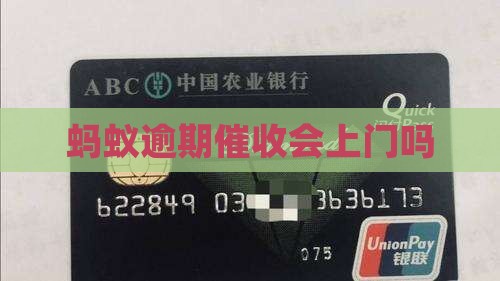 ABC 中国农业银行
Quick
Pass
蚂蚁逾期催收会上门吗
622849 03 3636173
075
UnionPay
银联